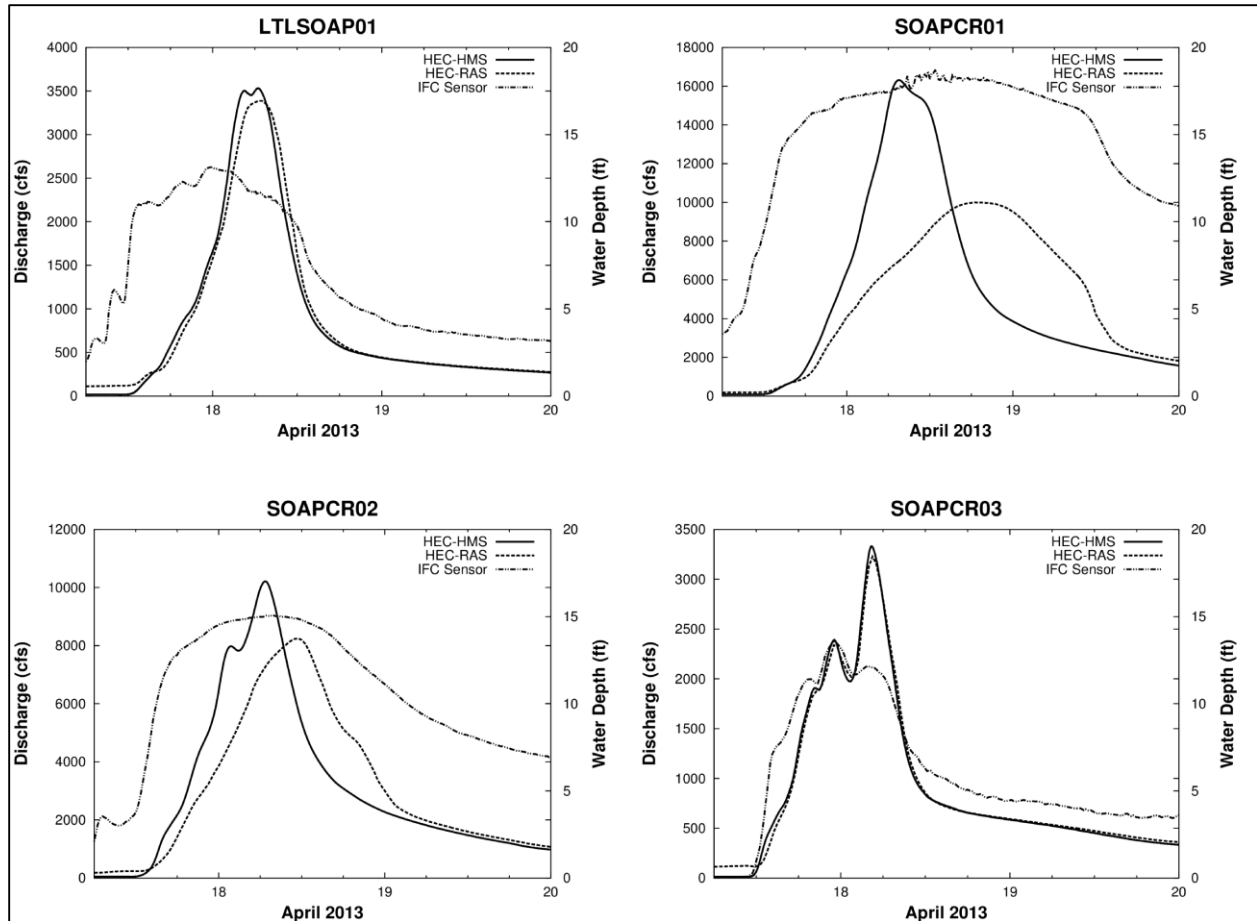 LTLSOAP01
4000
3500
3000
2500
2000
1500
1000
500
0
Discharge (cfs)
20
15
10
5
0
Water Depth (ft)
HEC-HMS
HEC-RAS
IFC Sensor
18
19
20
April 2013
SOAPCR01
18000
16000
14000
12000
10000
8000
6000
4000
2000
0
Discharge (cfs)
20
15
10
5
0
Water Depth (ft)
HEC-HMS
HEC-RAS
IFC Sensor
18
19
20
April 2013
SOAPCR02
12000
10000
8000
6000
4000
2000
0
Discharge (cfs)
20
15
10
5
0
Water Depth (ft)
HEC-HMS
HEC-RAS
IFC Sensor
18
19
20
April 2013
SOAPCR03
3500
3000
2500
2000
1500
1000
500
0
Discharge (cfs)
20
15
10
5
0
Water Depth (ft)
HEC-HMS
HEC-RAS
IFC Sensor
18
19
20
April 2013